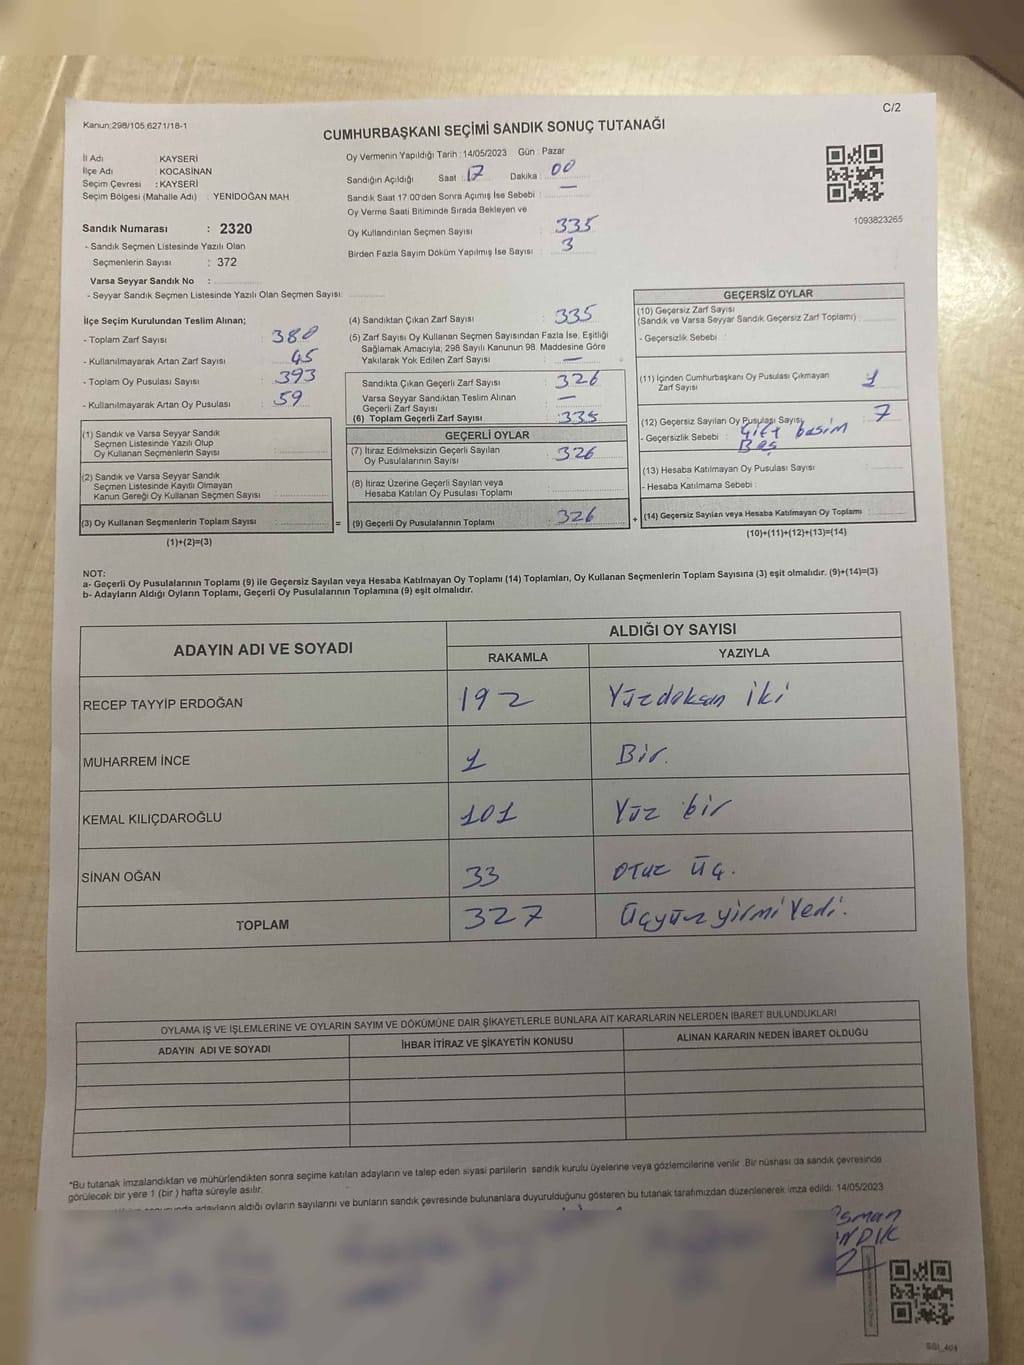 C/2
Kanun:298/105,6271/18-1
CUMHURBAŞKANI SEÇİMİ SANDIK SONUÇ TUTANAĞI
İl Adı : KAYSERİ
İlçe Adı : KOCASİNAN
Seçim Çevresi : KAYSERİ
Seçim Bölgesi (Mahalle Adı) : YENİDOĞAN MAH.
Sandık Numarası : 2320
- Sandık Seçmen Listesinde Yazılı Olan
Seçmenlerin Sayısı : 372
Varsa Seyyar Sandık No :
- Seyyar Sandık Seçmen Listesinde Yazılı Olan Seçmen Sayısı:
Oy Vermenin Yapıldığı Tarih :14/05/2023 Gün : Pazar
Sandığın Açıldığı Saat : 17 Dakika : 00
Sandık Saat 17:00'den Sonra Açımış İse Sebebi : —
Oy Verme Saati Bitiminde Sırada Bekleyen ve
Oy Kullandırılan Seçmen Sayısı : 335
Birden Fazla Sayım Döküm Yapılmış İse Sayısı : 3
1093823265
İlçe Seçim Kurulundan Teslim Alınan;
- Toplam Zarf Sayısı : 380
- Kullanılmayarak Artan Zarf Sayısı : 45
- Toplam Oy Pusulası Sayısı : 393
- Kullanılmayarak Artan Oy Pusulası : 59
(1) Sandık ve Varsa Seyyar Sandık
Seçmen Listesinde Yazılı Olup
Oy Kullanan Seçmenlerin Sayısı :
(2) Sandık ve Varsa Seyyar Sandık
Seçmen Listesinde Kayıtlı Olmayan
Kanun Gereği Oy Kullanan Seçmen Sayısı :
(3) Oy Kullanan Seçmenlerin Toplam Sayısı :
(1)+(2)=(3)
=
(4) Sandıktan Çıkan Zarf Sayısı : 335
(5) Zarf Sayısı Oy Kullanan Seçmen Sayısından Fazla İse, Eşitliği
Sağlamak Amacıyla, 298 Sayılı Kanunun 98. Maddesine Göre
Yakılarak Yok Edilen Zarf Sayısı : —
Sandıkta Çıkan Geçerli Zarf Sayısı : 326
Varsa Seyyar Sandıktan Teslim Alınan
Geçerli Zarf Sayısı : —
(6) Toplam Geçerli Zarf Sayısı : 335
GEÇERLİ OYLAR
(7) İtiraz Edilmeksizin Geçerli Sayılan
Oy Pusulalarının Sayısı : 326
(8) İtiraz Üzerine Geçerli Sayılan veya
Hesaba Katılan Oy Pusulası Toplamı :
(9) Geçerli Oy Pusulalarının Toplamı : 326
+
GEÇERSİZ OYLAR
(10) Geçersiz Zarf Sayısı
(Sandık ve Varsa Seyyar Sandık Geçersiz Zarf Toplamı) :
- Geçersizlik Sebebi :
(11) İçinden Cumhurbaşkanı Oy Pusulası Çıkmayan
Zarf Sayısı : 1
(12) Geçersiz Sayılan Oy Pusulası Sayısı : 7
- Geçersizlik Sebebi : Çift basim
Baş
(13) Hesaba Katılmayan Oy Pusulası Sayısı :
- Hesaba Katılmama Sebebi :
(14) Geçersiz Sayılan veya Hesaba Katılmayan Oy Toplamı :
(10)+(11)+(12)+(13)=(14)
NOT:
a- Geçerli Oy Pusulalarının Toplamı (9) ile Geçersiz Sayılan veya Hesaba Katılmayan Oy Toplamı (14) Toplamları, Oy Kullanan Seçmenlerin Toplam Sayısına (3) eşit olmalıdır. (9)+(14)=(3)
b- Adayların Aldığı Oyların Toplamı, Geçerli Oy Pusulalarının Toplamına (9) eşit olmalıdır.
ADAYIN ADI VE SOYADI
ALDIĞI OY SAYISI
RAKAMLA YAZIYLA
RECEP TAYYİP ERDOĞAN 192 Yüzdoksan iki
MUHARREM İNCE 1 Bir.
KEMAL KILIÇDAROĞLU 101 Yüz bir
SİNAN OĞAN 33 otuz üç.
TOPLAM 327 üçyüz yirmi Yedi.
OYLAMA İŞ VE İŞLEMLERİNE VE OYLARIN SAYIM VE DÖKÜMÜNE DAİR ŞİKAYETLERLE BUNLARA AİT KARARLARIN NELERDEN İBARET BULUNDUKLARI
ADAYIN ADI VE SOYADI İHBAR İTİRAZ VE ŞİKAYETİN KONUSU ALINAN KARARIN NEDEN İBARET OLDUĞU
*Bu tutanak imzalandıktan ve mühürlendikten sonra seçime katılan adayların ve talep eden siyasi partilerin sandık kurulu üyelerine veya gözlemcilerine verilir. Bir nüshası da sandık çevresinde
görülecek bir yere 1 (bir) hafta süreyle asılır.
adayların aldığı oyların sayılarını ve bunların sandık çevresinde bulunanlara duyurulduğunu gösteren bu tutanak tarafımızdan düzenlenerek imza edildi. 14/05/2023